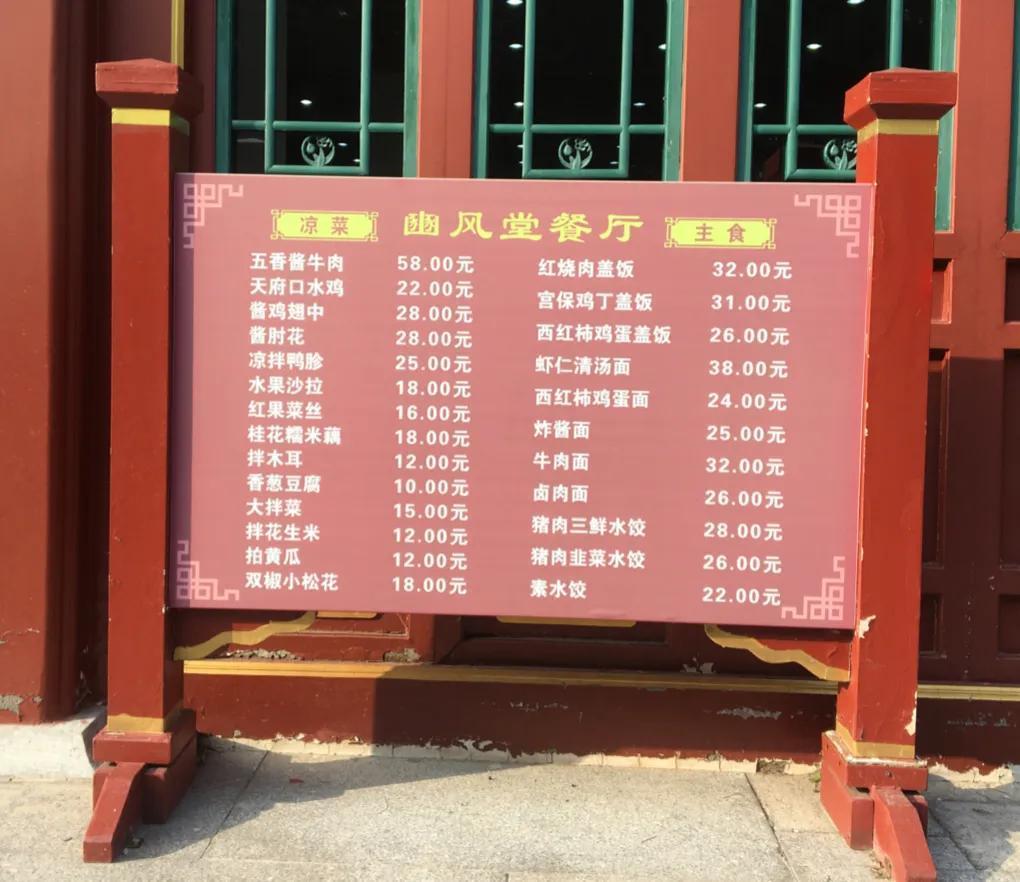 豳风堂餐厅
凉菜
五香酱牛肉 58.00元
天府口水鸡 22.00元
酱鸡翅中 28.00元
酱肘花 28.00元
凉拌鸭胗 25.00元
水果沙拉 18.00元
红果菜丝 16.00元
桂花糯米藕 18.00元
拌木耳 12.00元
香葱豆腐 10.00元
大拌菜 15.00元
拌花生米 12.00元
拍黄瓜 12.00元
双椒小松花 18.00元
主食
红烧肉盖饭 32.00元
宫保鸡丁盖饭 31.00元
西红柿鸡蛋盖饭 26.00元
虾仁清汤面 38.00元
西红柿鸡蛋面 24.00元
炸酱面 25.00元
牛肉面 32.00元
卤肉面 26.00元
猪肉三鲜水饺 28.00元
猪肉韭菜水饺 26.00元
素水饺 22.00元